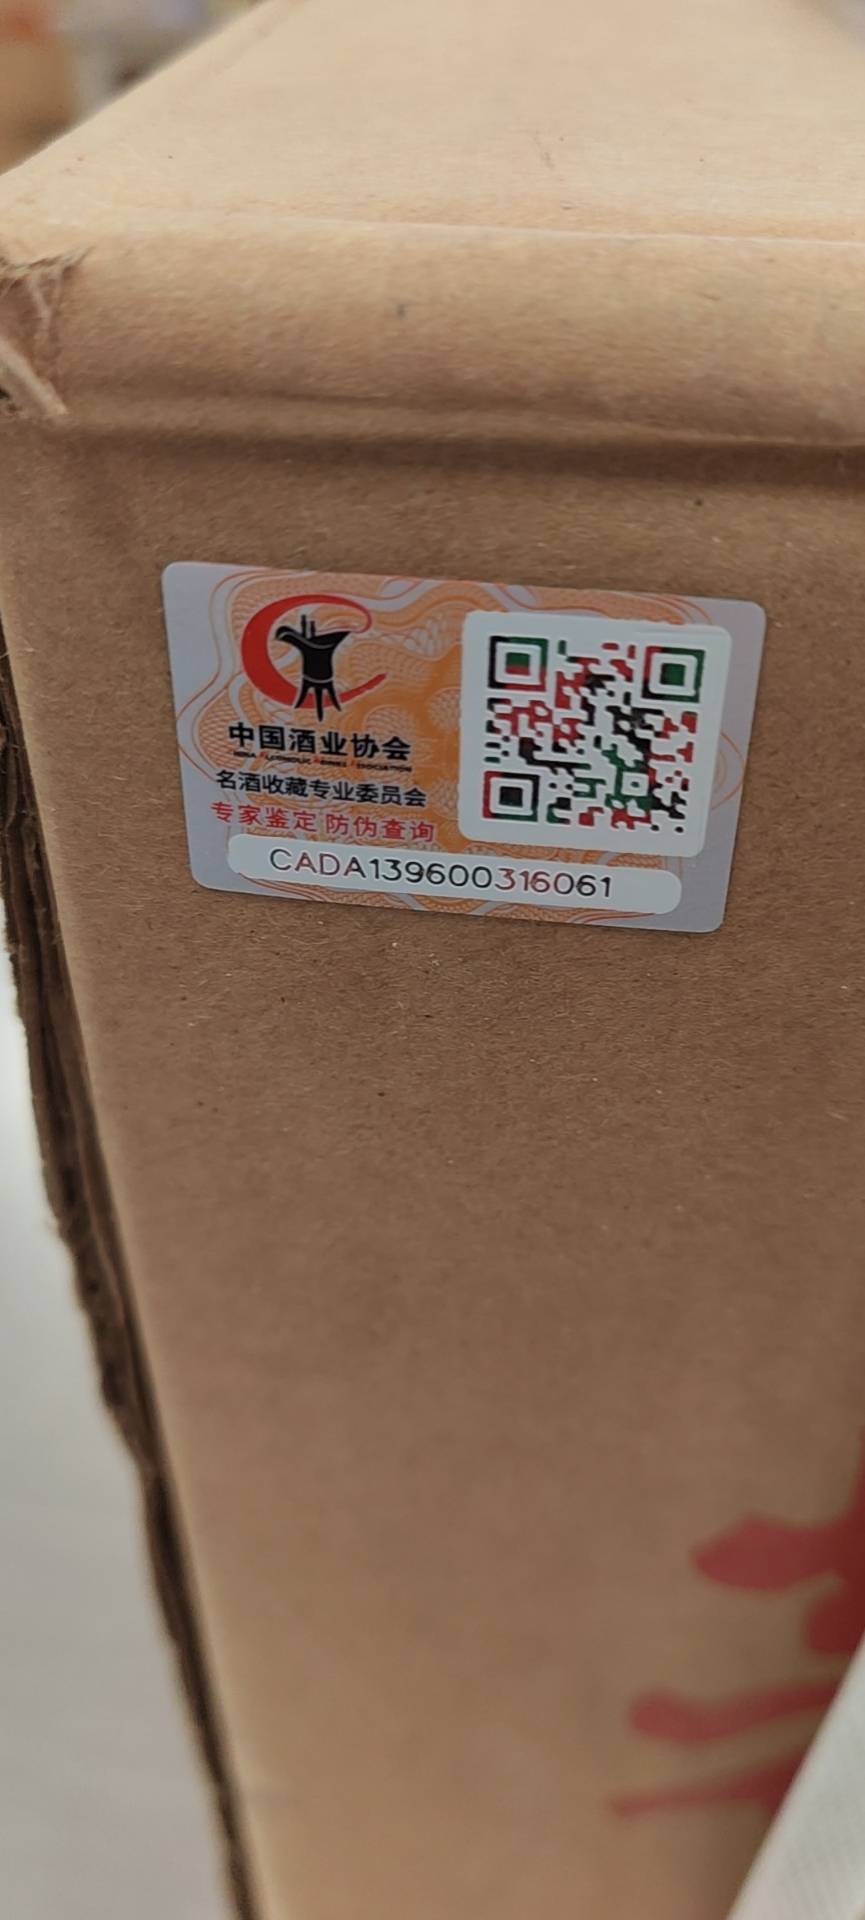 中国酒业协会
名酒收藏专业委员会
专家鉴定 防伪查询
CADA139600316061